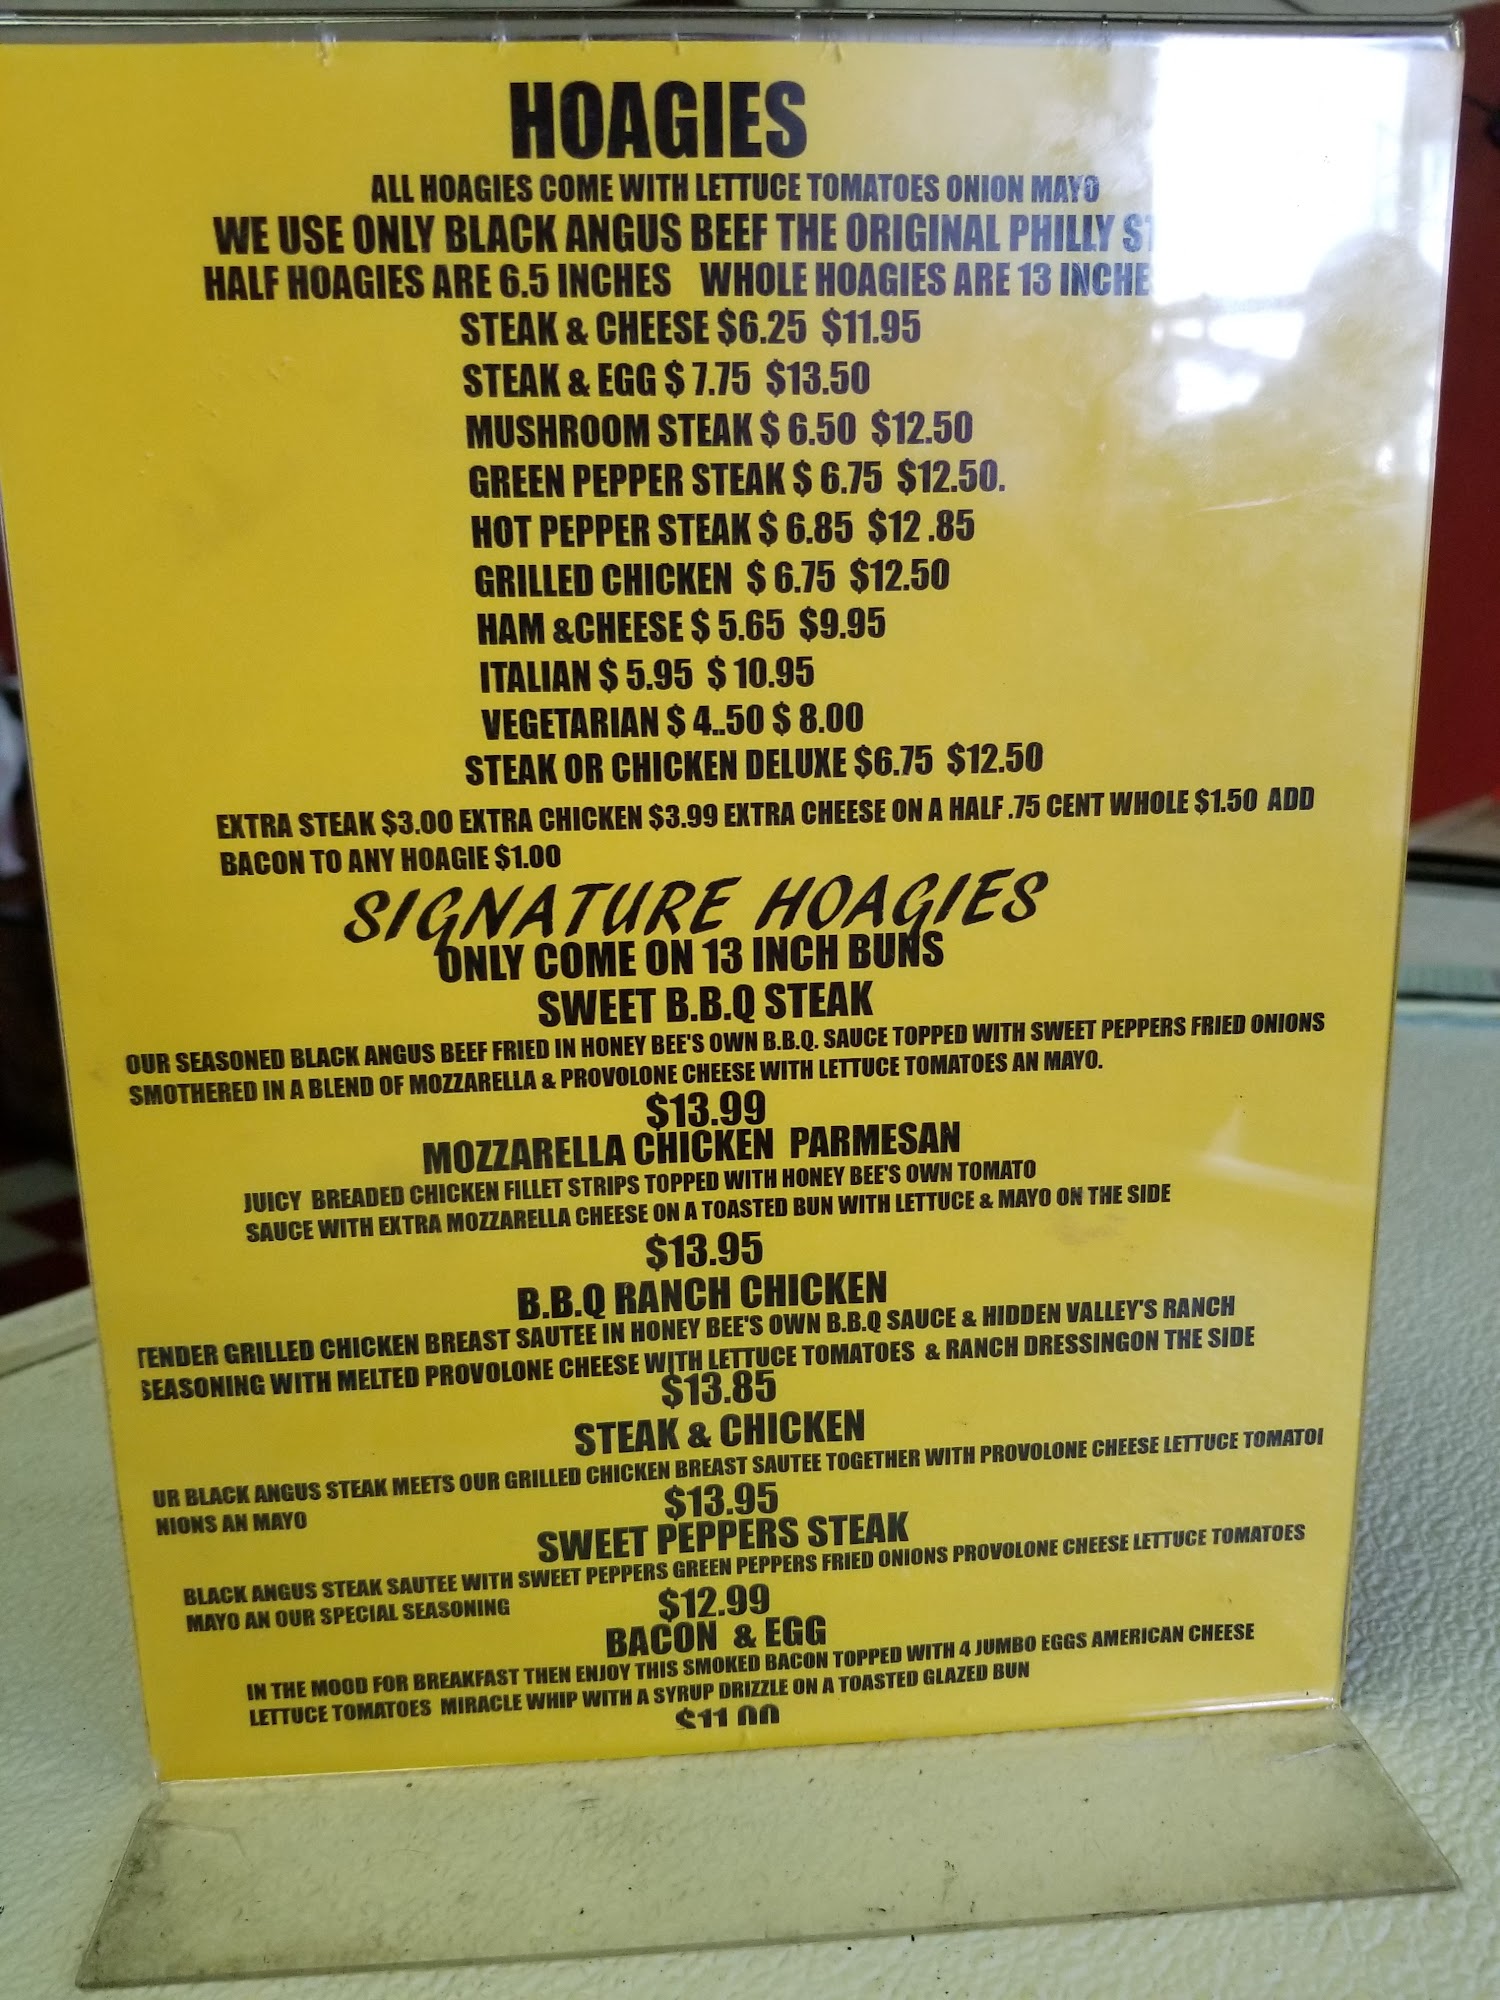 HOAGIES
ALL HOAGIES COME WITH LETTUCE TOMATOES ONION MAYO
WE USE ONLY BLACK ANGUS BEEF THE ORIGINAL PHILLY
HALF HOAGIES ARE 6.5 INCHES WHOLE HOAGIES ARE 13 INCHE
STEAK & CHEESE $6.25 $11.95
STEAK & EGG $ 7.75 $13.50
MUSHROOM STEAK $ 6.50 $12.50
GREEN PEPPER STEAK $ 6.75 $12.50.
HOT PEPPER STEAK $ 6.85 $12 .85
GRILLED CHICKEN $ 6.75 $12.50
HAM &CHEESE $ 5.65 $9.95
ITALIAN $ 5.95 $ 10.95
VEGETARIAN $ 4..50 $ 8.00
STEAK OR CHICKEN DELUXE $6.75 $12.50
EXTRA STEAK $3.00 EXTRA CHICKEN $3.99 EXTRA CHEESE ON A HALF .75 CENT WHOLE $1.50 ADD
BACON TO ANY HOAGIE $1.00
SIGNATURE HOAGIES
ONLY COME ON 13 INCH BUNS
SWEET B.B.Q STEAK
OUR SEASONED BLACK ANGUS BEEF FRIED IN HONEY BEE'S OWN B.B.Q. SAUCE TOPPED WITH SWEET PEPPERS FRIED ONIONS
SMOTHERED IN A BLEND OF MOZZARELLA & PROVOLONE CHEESE WITH LETTUCE TOMATOES AN MAYO.
$13.99
MOZZARELLA CHICKEN PARMESAN
JUICY BREADED CHICKEN FILLET STRIPS TOPPED WITH HONEY BEE'S OWN TOMATO
SAUCE WITH EXTRA MOZZARELLA CHEESE ON A TOASTED BUN WITH LETTUCE & MAYO ON THE SIDE
$13.95
B.B.Q RANCH CHICKEN
TENDER GRILLED CHICKEN BREAST SAUTEE IN HONEY BEE'S OWN B.B.Q SAUCE & HIDDEN VALLEY'S RANCH
SEASONING WITH MELTED PROVOLONE CHEESE WITH LETTUCE TOMATOES & RANCH DRESSINGON THE SIDE
$13.85
STEAK & CHICKEN
UR BLACK ANGUS STEAK MEETS OUR GRILLED CHICKEN BREAST SAUTEE TOGETHER WITH PROVOLONE CHEESE LETTUCE TOMATOI
NIONS AN MAYO
$13.95
SWEET PEPPERS STEAK
BLACK ANGUS STEAK SAUTEE WITH SWEET PEPPERS GREEN PEPPERS FRIED ONIONS PROVOLONE CHEESE LETTUCE TOMATOES
MAYO AN OUR SPECIAL SEASONING
$12.99
BACON & EGG
IN THE MOOD FOR BREAKFAST THEN ENJOY THIS SMOKED BACON TOPPED WITH 4 JUMBO EGGS AMERICAN CHEESE
LETTUCE TOMATOES MIRACLE WHIP WITH A SYRUP DRIZZLE ON A TOASTED GLAZED BUN